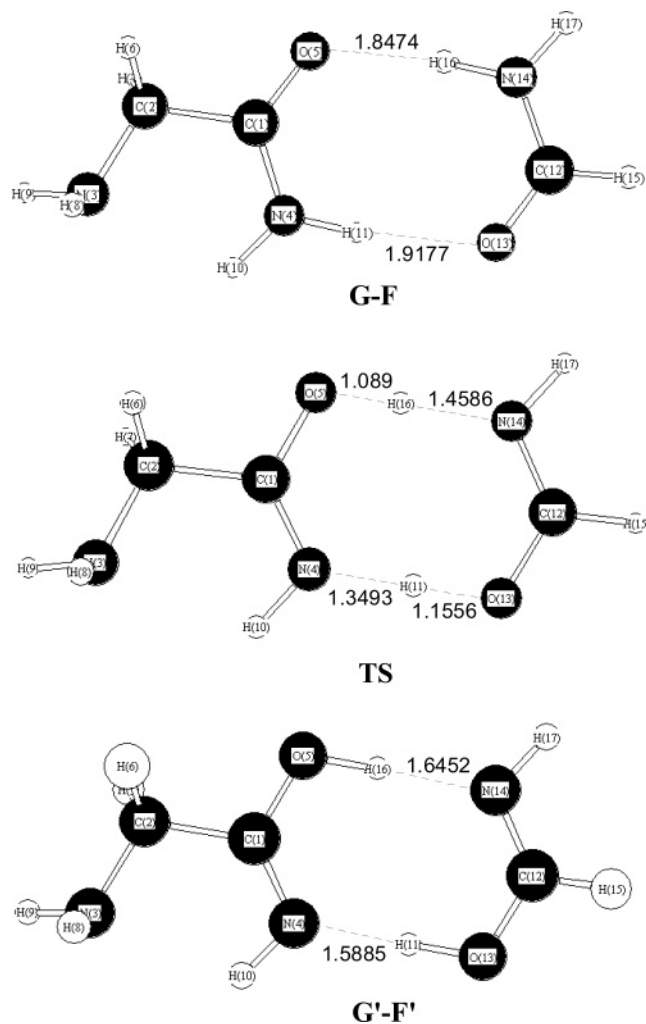 O(5)
1.8474
H(17)
H(6)
H(16)
N(14)
C(2)
C(1)
C(12)
H(15)
H(9)
N(3)
H(8)
N(4)
H(11)
O(13)
1.9177
H(10)
G-F
O(5)
1.089
H(16)
1.4586
H(17)
H(6)
N(14)
H(7)
C(2)
C(1)
C(12)
H(15
H(9)
N(3)
H(8)
N(4)
1.3493
H(11)
1.1556
O(13)
H(10)
TS
O(5)
H(16)
1.6452
H(17)
H(6)
N(14)
C(2)
C(1)
C(12)
H(15)
H(9)
N(3)
H(8)
N(4)
1.5885
H(11)
O(13)
H(10)
G'-F'